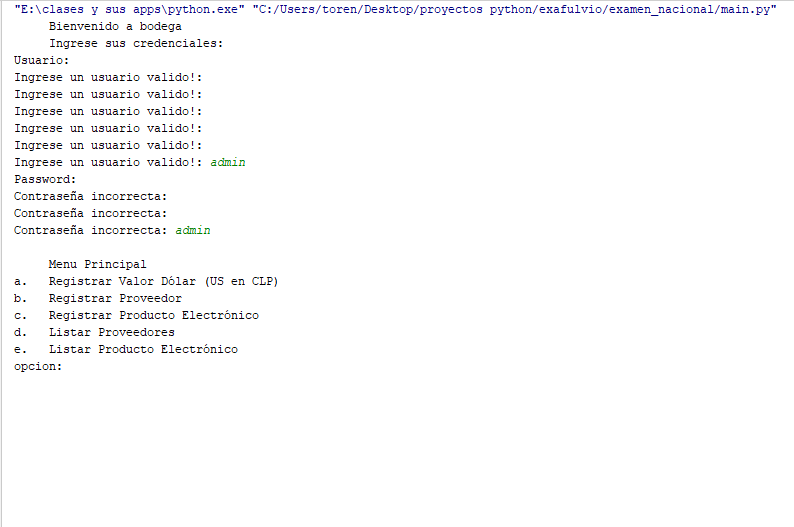 "E:\clases y sus apps\python.exe" "C:/Users/toren/Desktop/proyectos python/exafulvio/examen_nacional/main.py"
Bienvenido a bodega
Ingrese sus credenciales:
Usuario:
Ingrese un usuario valido!:
Ingrese un usuario valido!:
Ingrese un usuario valido!:
Ingrese un usuario valido!:
Ingrese un usuario valido!:
Ingrese un usuario valido!: admin
Password:
Contraseña incorrecta:
Contraseña incorrecta:
Contraseña incorrecta: admin
Menu Principal
a. Registrar Valor Dólar (US en CLP)
b. Registrar Proveedor
c. Registrar Producto Electrónico
d. Listar Proveedores
e. Listar Producto Electrónico
opcion: